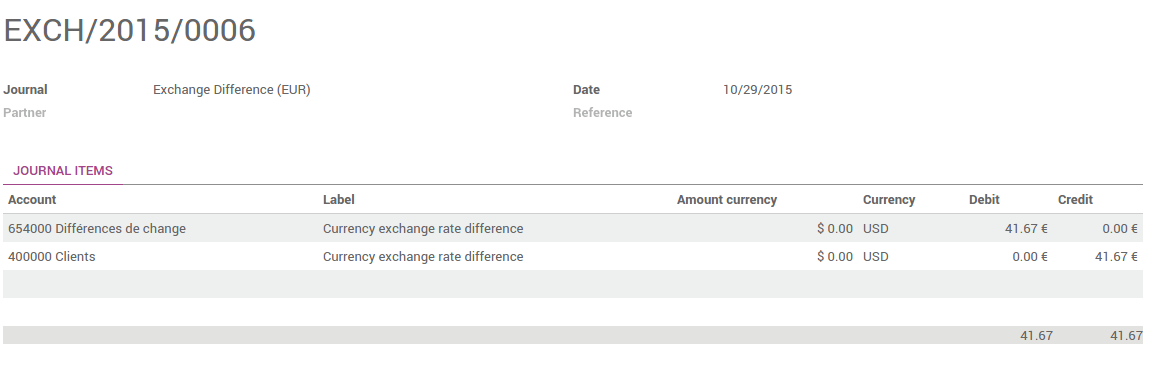 EXCH/2015/0006
Journal Exchange Difference (EUR) Date 10/29/2015
Partner Reference
JOURNAL ITEMS
Account Label Amount currency Currency Debit Credit
654000 Différences de change Currency exchange rate difference $ 0.00 USD 41.67 € 0.00 €
400000 Clients Currency exchange rate difference $ 0.00 USD 0.00 € 41.67 €
41.67 41.67